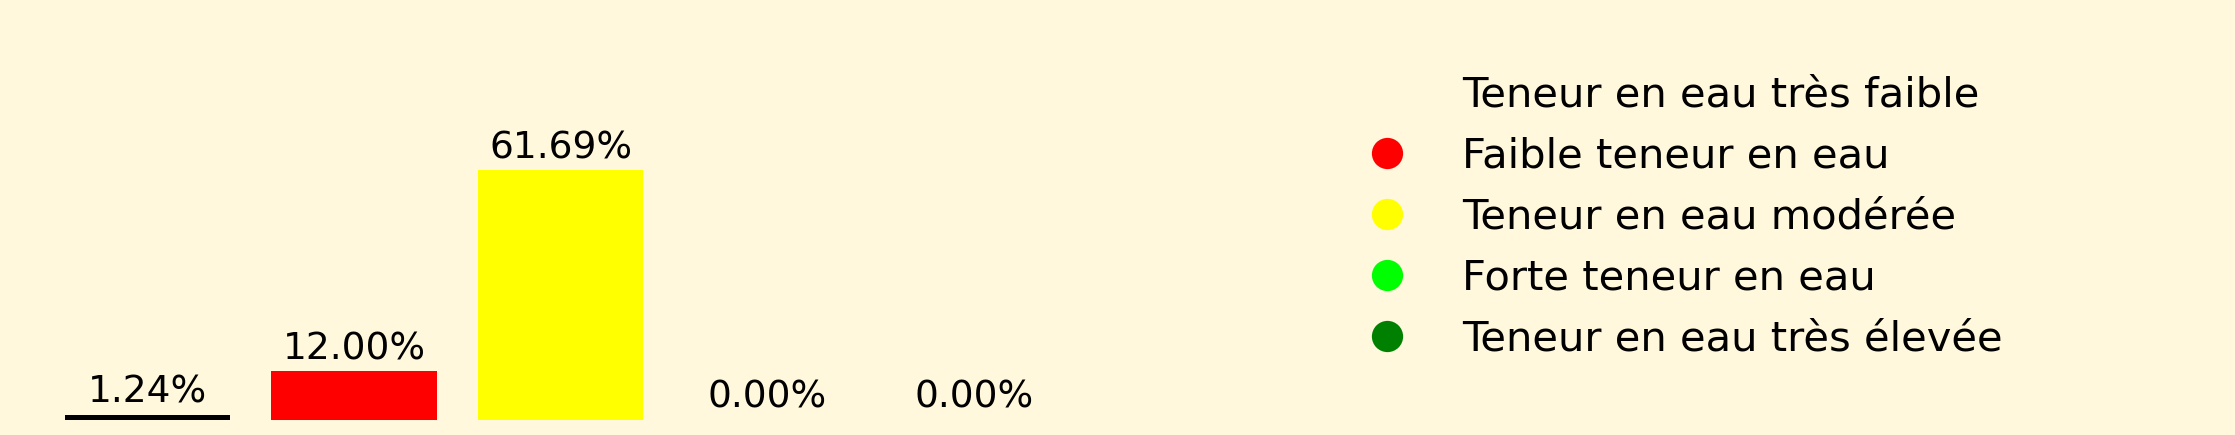 61.69%
12.00%
1.24%
0.00%
0.00%
Teneur en eau très faible
Faible teneur en eau
Teneur en eau modérée
Forte teneur en eau
Teneur en eau très élevée